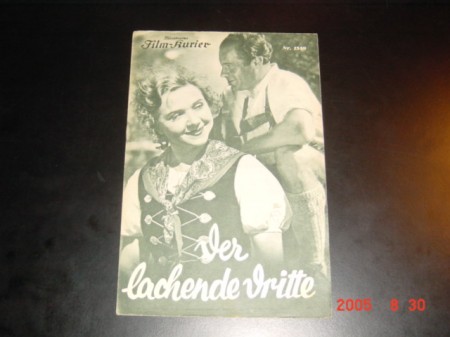 Film-Kurier
Der
lachende Dritte
2005 8 30